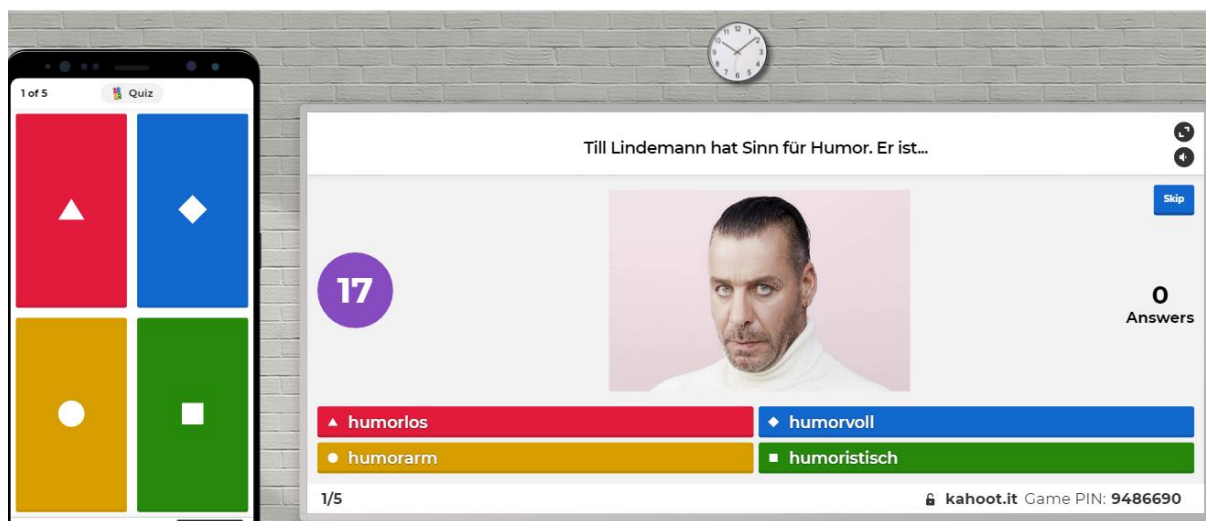 1 of 5
Quiz
Till Lindemann hat Sinn für Humor. Er ist...
Skip
17
0
Answers
humorlos
humorvoll
humorarm
humoristisch
1/5
kahoot.it Game PIN: 9486690